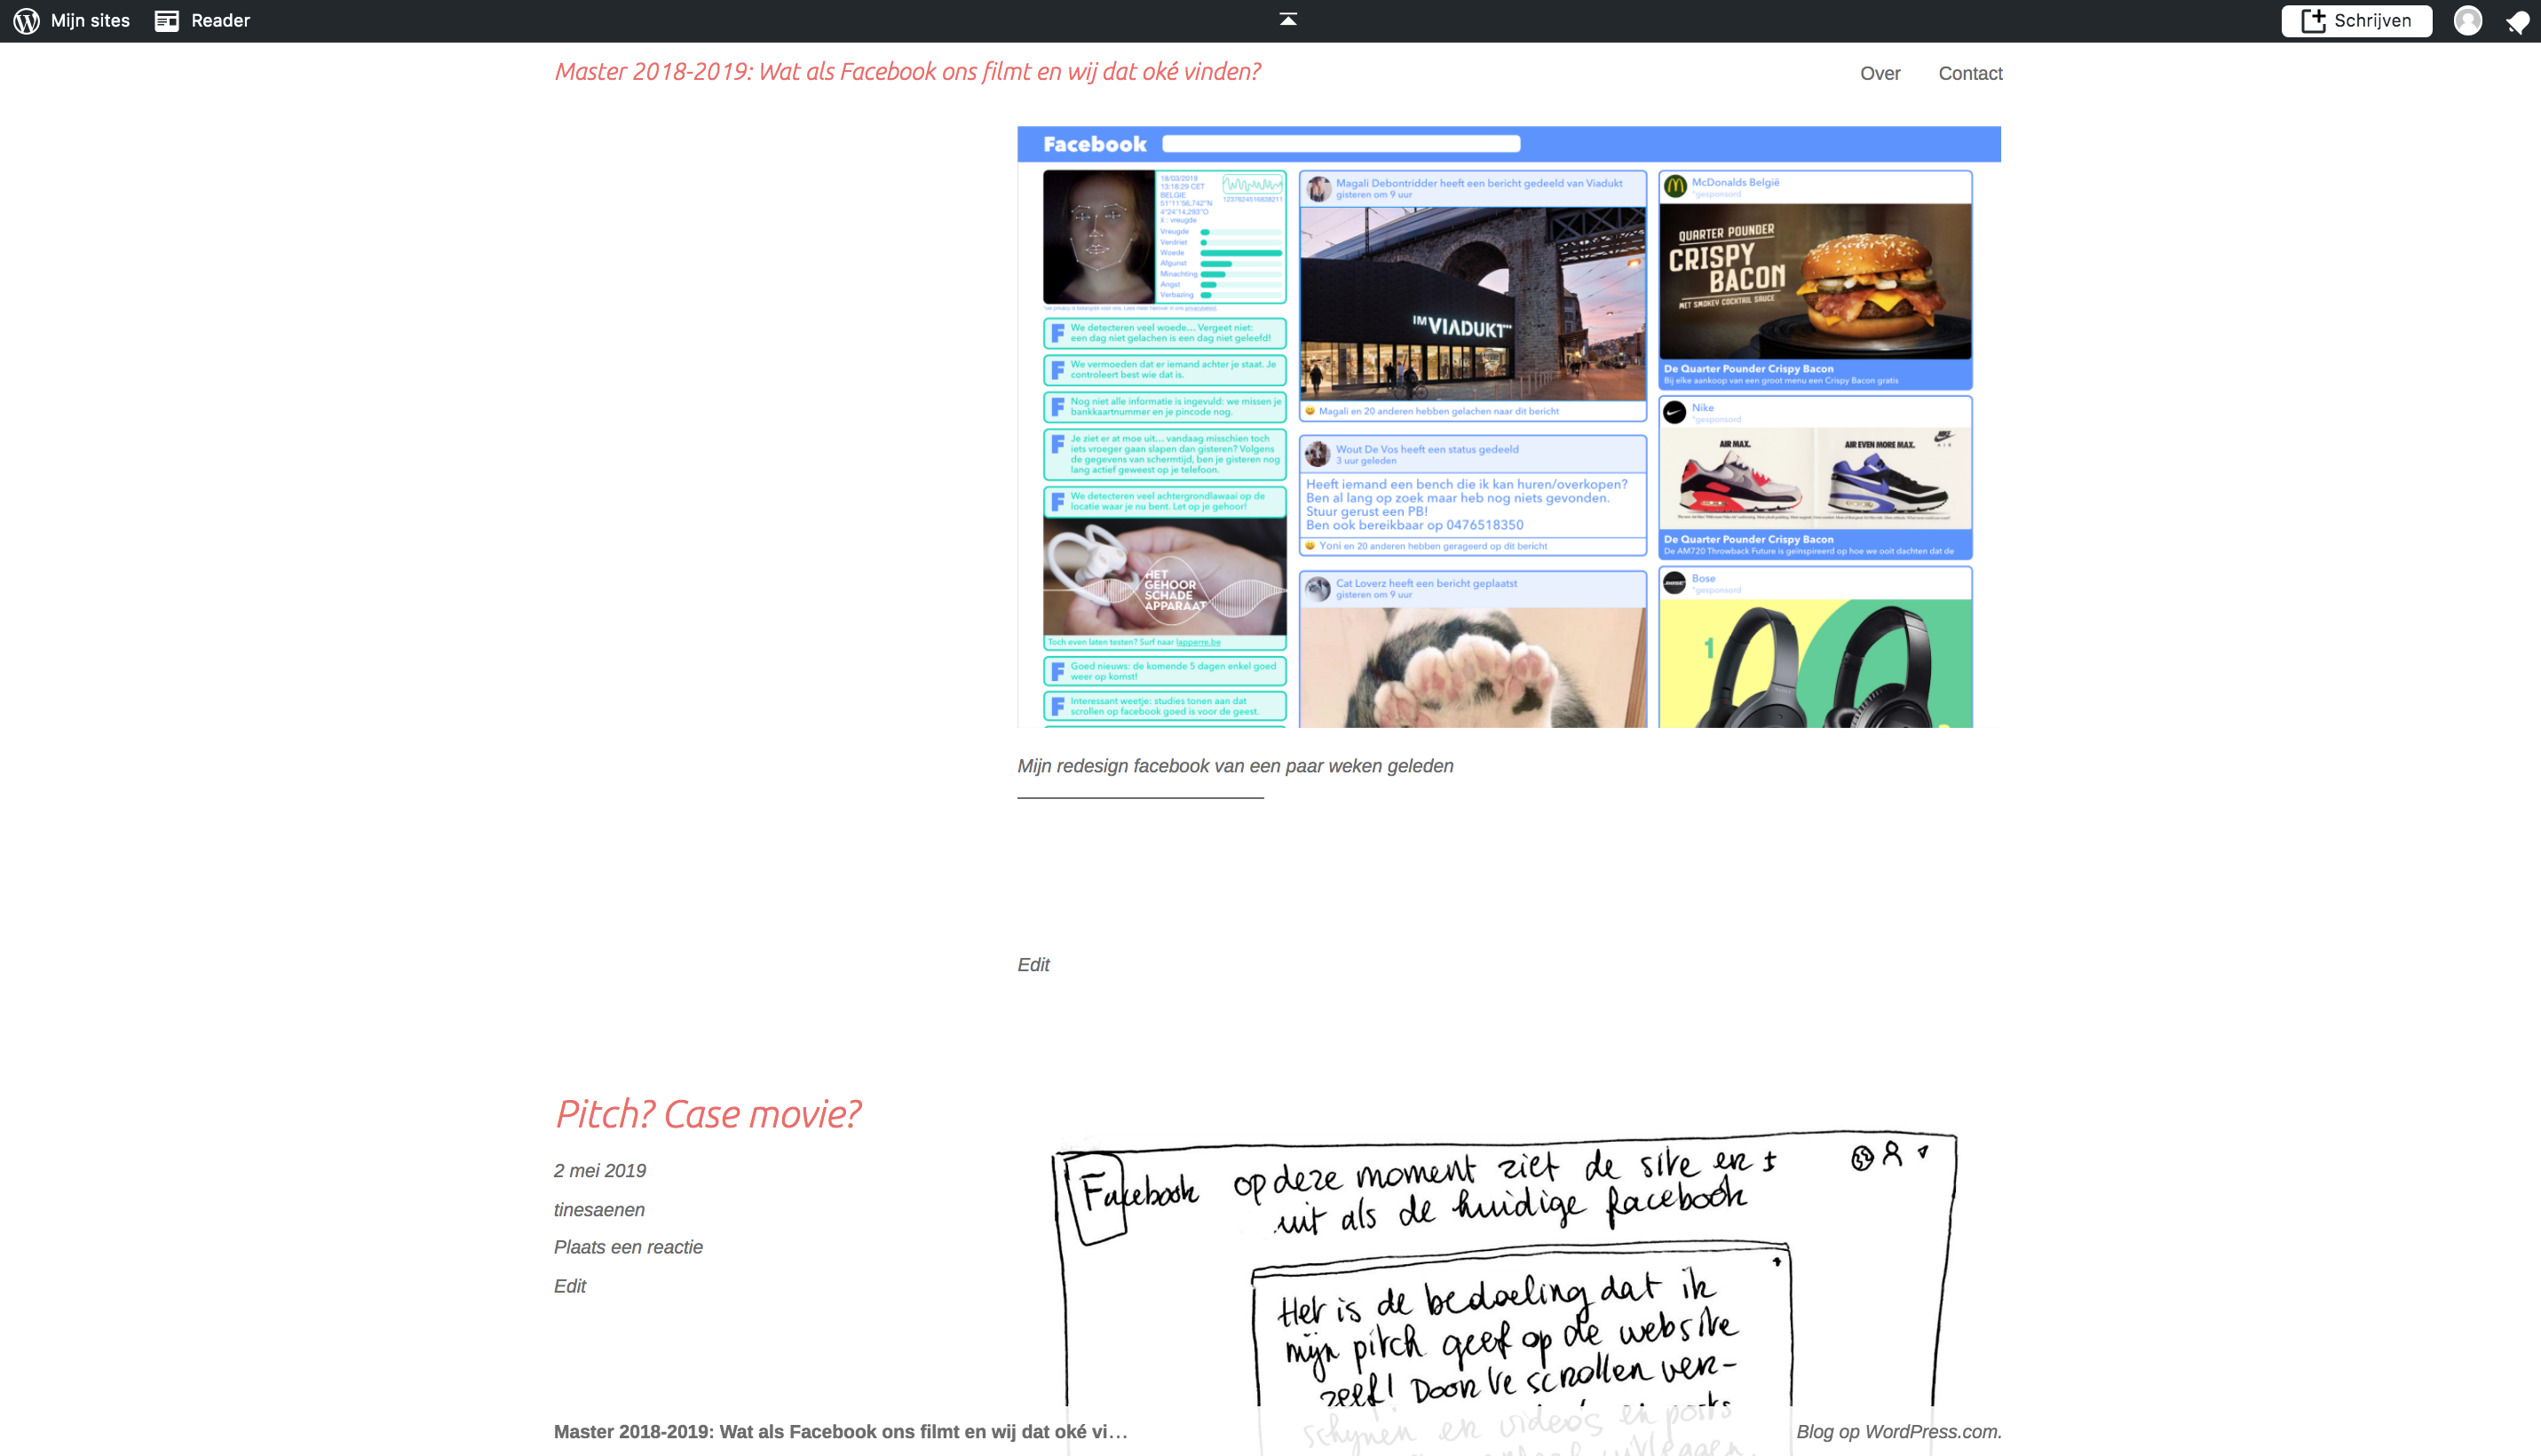 Mijn sites
Reader
Schrijven
Master 2018-2019: Wat als Facebook ons filmt en wij dat oké vinden?
Over
Contact
Facebook
18/03/2019
13:18:29 CET
BELGIE
51°11'56,742"N
4°24'14,293"O
x : vreugde
1237624516838211
Vreugde
Verdriet
Woede
Afgunst
Minachting
Angst
Verbazing
We detecteren veel woede... Vergeet niet:
een dag niet gelachen is een dag niet geleefd!
We vermoeden dat er iemand achter je staat. Je
controleert best wie dat is.
Nog niet alle informatie is ingevuld: we missen je
bankkaartnummer en je pincode nog.
Je ziet er at moe uit... vandaag misschien toch
iets vroeger gaan slapen dan gisteren? Volgens
de gegevens van schermtijd, ben je gisteren nog
lang actief geweest op je telefoon.
We detecteren veel achtergrondlawaai op de
locatie waar je nu bent. Let op je gehoor!
HET
GEHOOR
SCHADE
APPARAAT
Toch even laten testen? Surf naar lapperre.be
Goed nieuws: de komende 5 dagen enkel goed
weer op komst!
Interessant weetje: studies tonen aan dat
scrollen op facebook goed is voor de geest.
Magali Debontridder heeft een bericht gedeeld van Viadukt
gisteren om 9 uur
IM VIADUKT
Magali en 20 anderen hebben gelachen naar dit bericht
Wout De Vos heeft een status gedeeld
3 uur geleden
Heeft iemand een bench die ik kan huren/overkopen?
Ben al lang op zoek maar heb nog niets gevonden.
Stuur gerust een PB!
Ben ook bereikbaar op 0476518350
Yoni en 20 anderen hebben gerageerd op dit bericht
Cat Loverz heeft een bericht geplaatst
gisteren om 9 uur
McDonalds België
*gesponsord
QUARTER POUNDER
CRISPY
BACON
MET SMOKEY COCKTAIL SAUCE
De Quarter Pounder Crispy Bacon
Bij elke aankoop van een groot menu een Crispy Bacon gratis
Nike
*gesponsord
AIR MAX.
AIR EVEN MORE MAX.
De Quarter Pounder Crispy Bacon
De AM720 Throwback Future is geïnspireerd op hoe we ooit dachten dat de
Bose
*gesponsord
1
Mijn redesign facebook van een paar weken geleden
Edit
Pitch? Case movie?
2 mei 2019
tinesaenen
Plaats een reactie
Edit
Facebook
op deze moment ziet de site er
uit als de huidige facebook
Het is de bedoeling dat ik
mijn pitch geef op de website
zelf! Door te scrollen ver-
schijnen er videos en posts
Master 2018-2019: Wat als Facebook ons filmt en wij dat oké vi…
Blog op WordPress.com.